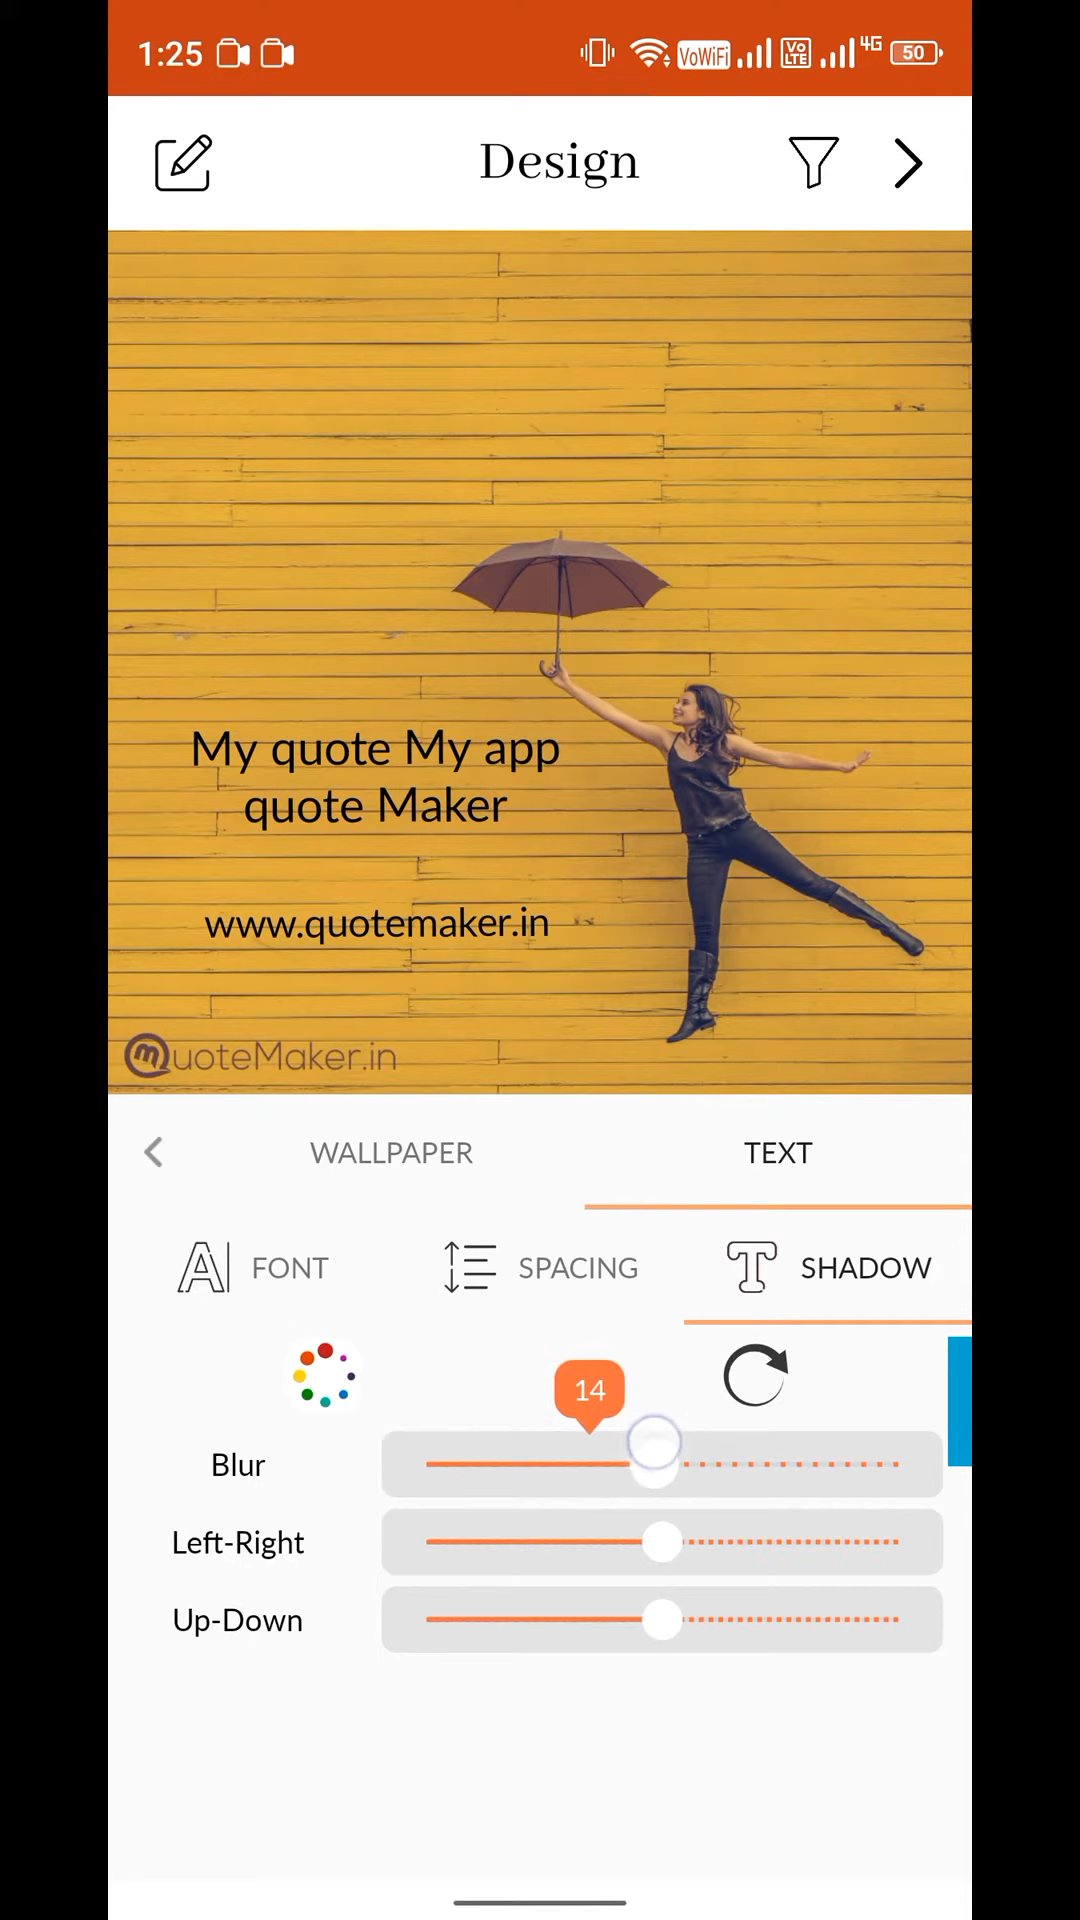 1:25 VoWiFi VoLTE 4G 50
Design
My quote My app
quote Maker
www.quotemaker.in
QuoteMaker.in
WALLPAPER TEXT
FONT SPACING SHADOW
14
Blur
Left-Right
Up-Down